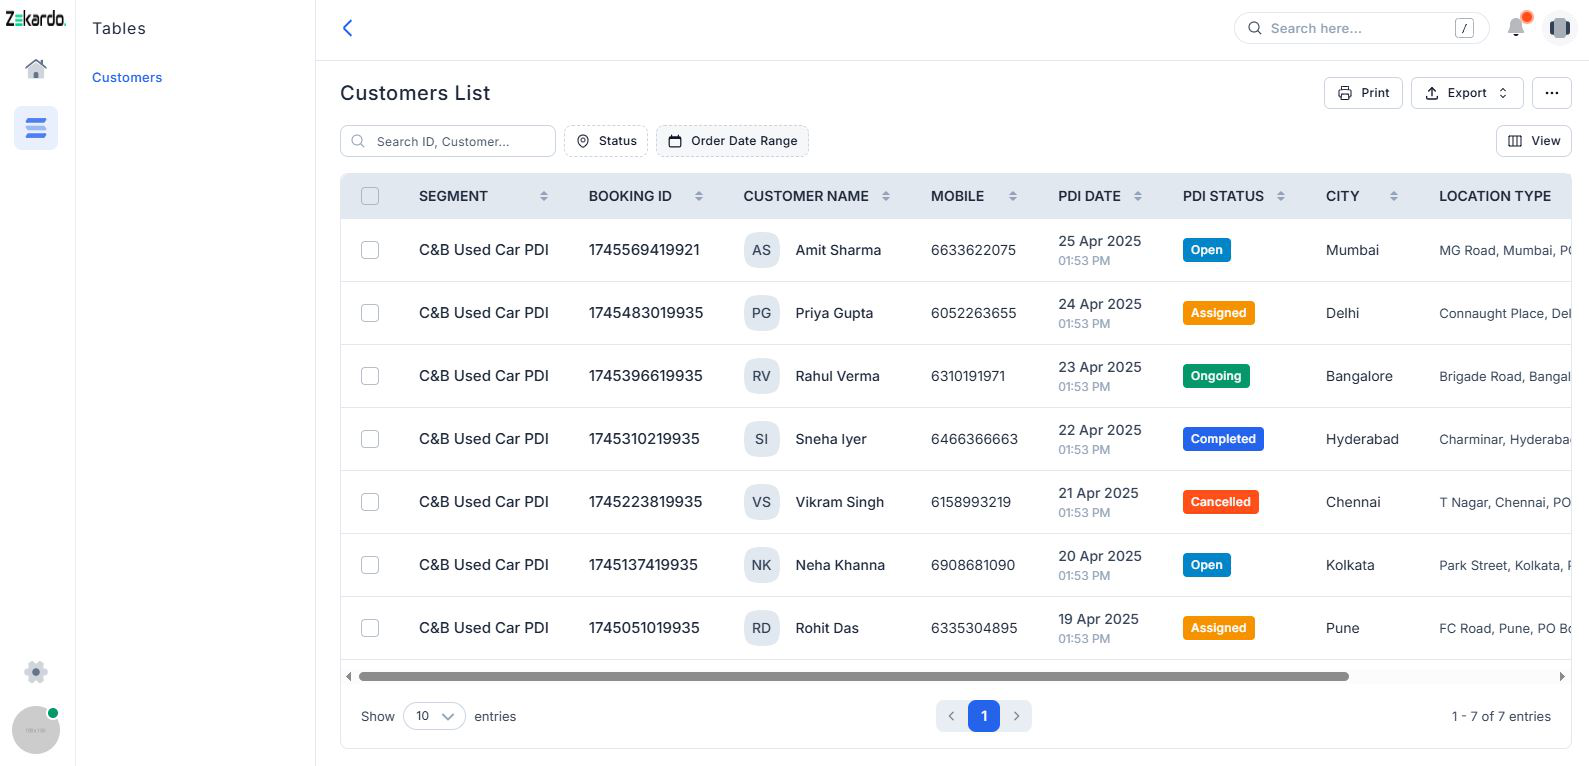 Zekardo.
Tables
Customers
Search here...
/
Customers List
Print
Export
Search ID, Customer...
Status
Order Date Range
View
SEGMENT BOOKING ID CUSTOMER NAME MOBILE PDI DATE PDI STATUS CITY LOCATION TYPE
C&B Used Car PDI 1745569419921 AS Amit Sharma 6633622075 25 Apr 2025 01:53 PM Open Mumbai MG Road, Mumbai, PO
C&B Used Car PDI 1745483019935 PG Priya Gupta 6052263655 24 Apr 2025 01:53 PM Assigned Delhi Connaught Place, Del
C&B Used Car PDI 1745396619935 RV Rahul Verma 6310191971 23 Apr 2025 01:53 PM Ongoing Bangalore Brigade Road, Bangal
C&B Used Car PDI 1745310219935 SI Sneha Iyer 6466366663 22 Apr 2025 01:53 PM Completed Hyderabad Charminar, Hyderaba
C&B Used Car PDI 1745223819935 VS Vikram Singh 6158993219 21 Apr 2025 01:53 PM Cancelled Chennai T Nagar, Chennai, PO
C&B Used Car PDI 1745137419935 NK Neha Khanna 6908681090 20 Apr 2025 01:53 PM Open Kolkata Park Street, Kolkata,
C&B Used Car PDI 1745051019935 RD Rohit Das 6335304895 19 Apr 2025 01:53 PM Assigned Pune FC Road, Pune, PO Bo
Show 10 entries
1
1 - 7 of 7 entries